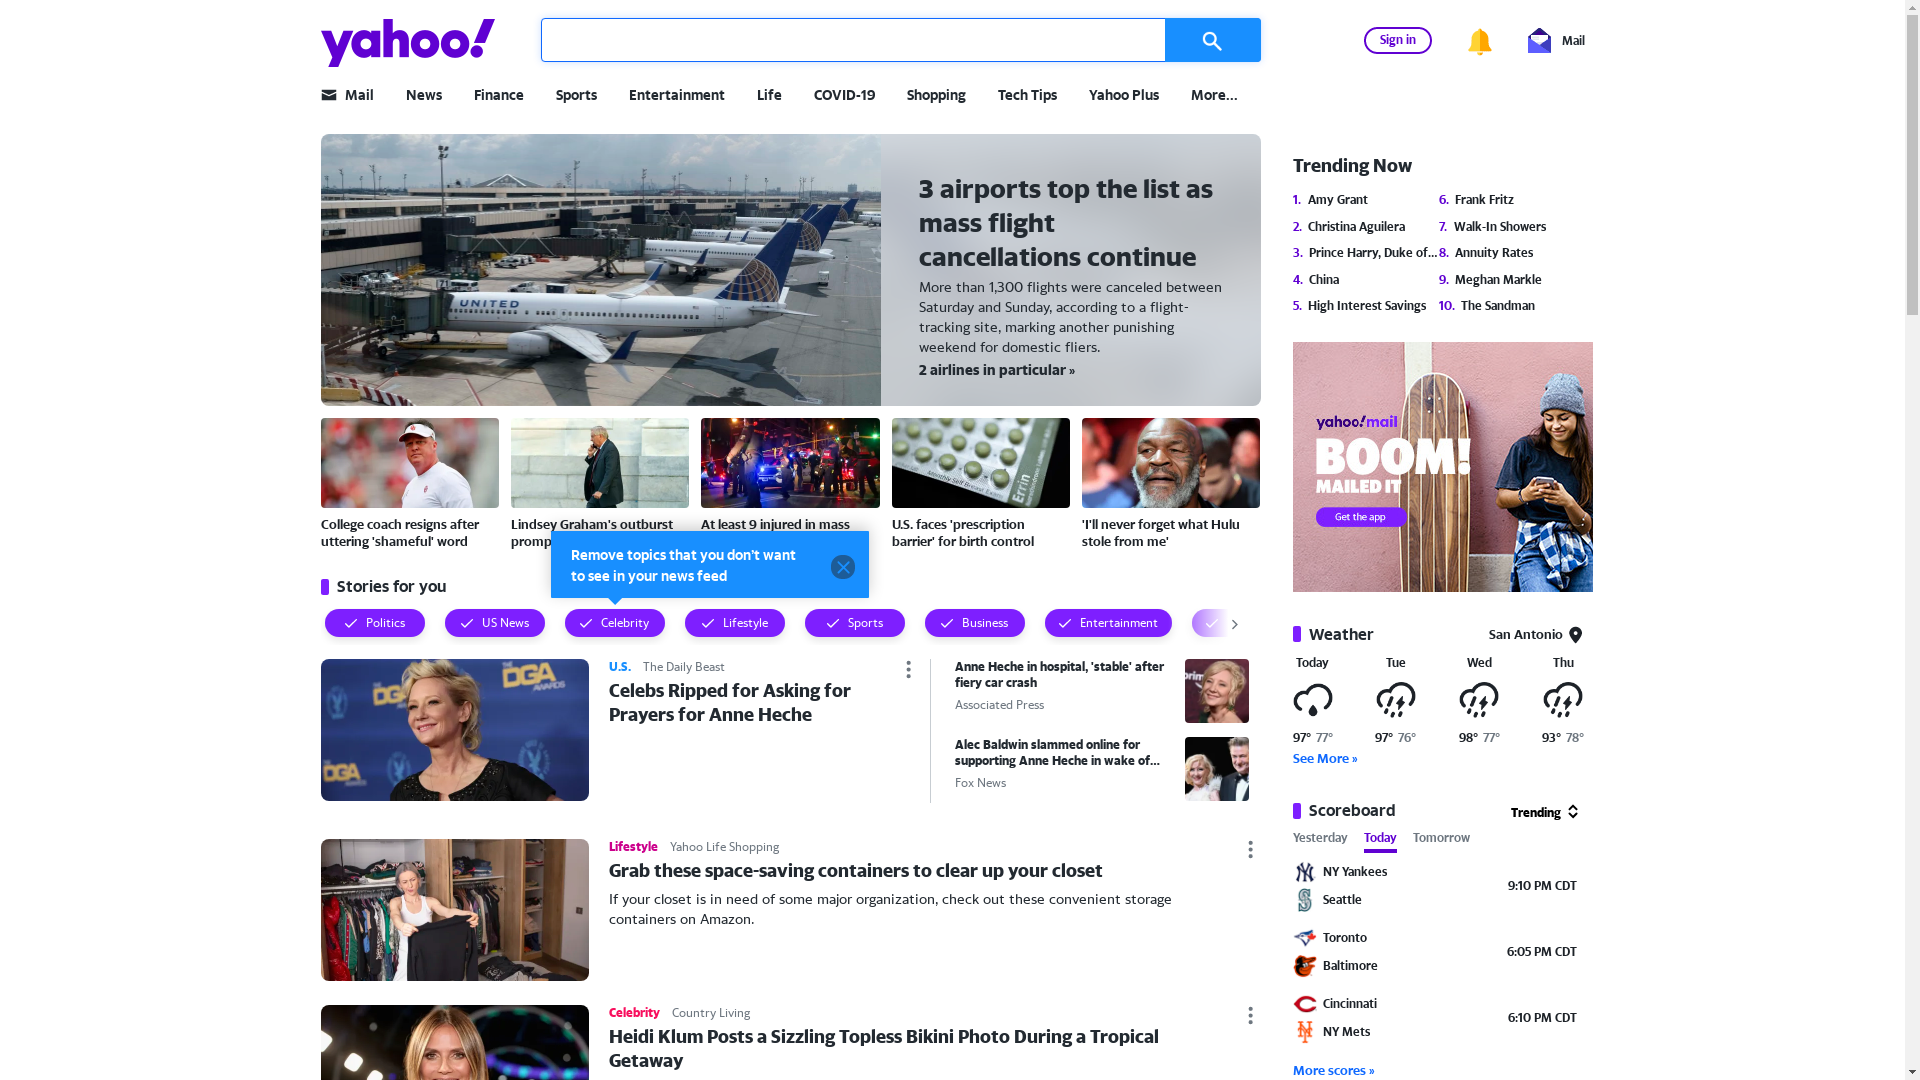 yahoo!
Sign in
Mail
Mail
News
Finance
Sports
Entertainment
Life
COVID-19
Shopping
Tech Tips
Yahoo Plus
More...
UNITED
3 airports top the list as
mass flight
cancellations continue
More than 1,300 flights were canceled between
Saturday and Sunday, according to a flight-
tracking site, marking another punishing
weekend for domestic fliers.
2 airlines in particular »
Errin
College coach resigns after
uttering 'shameful' word
Lindsey Graham's outburst
At least 9 injured in mass
U.S. faces 'prescription
barrier' for birth control
'I'll never forget what Hulu
stole from me'
Remove topics that you don't want
to see in your news feed
Stories for you
Politics
US News
Celebrity
Lifestyle
Sports
Business
Entertainment
THE
DGA
DGA
AWARDS
DGA
U.S.
The Daily Beast
Celebs Ripped for Asking for
Prayers for Anne Heche
Anne Heche in hospital, 'stable' after
fiery car crash
Associated Press
Alec Baldwin slammed online for
supporting Anne Heche in wake of...
Fox News
Lifestyle
Yahoo Life Shopping
Grab these space-saving containers to clear up your closet
If your closet is in need of some major organization, check out these convenient storage
containers on Amazon.
Celebrity
Country Living
Heidi Klum Posts a Sizzling Topless Bikini Photo During a Tropical
Getaway
Trending Now
1. Amy Grant
2. Christina Aguilera
3. Prince Harry, Duke of...
4. China
5. High Interest Savings
6. Frank Fritz
7. Walk-In Showers
8. Annuity Rates
9. Meghan Markle
10. The Sandman
yahoo!mail
BOOM!
MAILED IT
Get the app
Weather
San Antonio
Today Tue Wed Thu
97° 77° 97° 76° 98° 77° 93° 78°
See More »
Scoreboard
Trending
Yesterday Today Tomorrow
NY Yankees
Seattle
9:10 PM CDT
Toronto
Baltimore
6:05 PM CDT
Cincinnati
NY Mets
6:10 PM CDT
More scores »